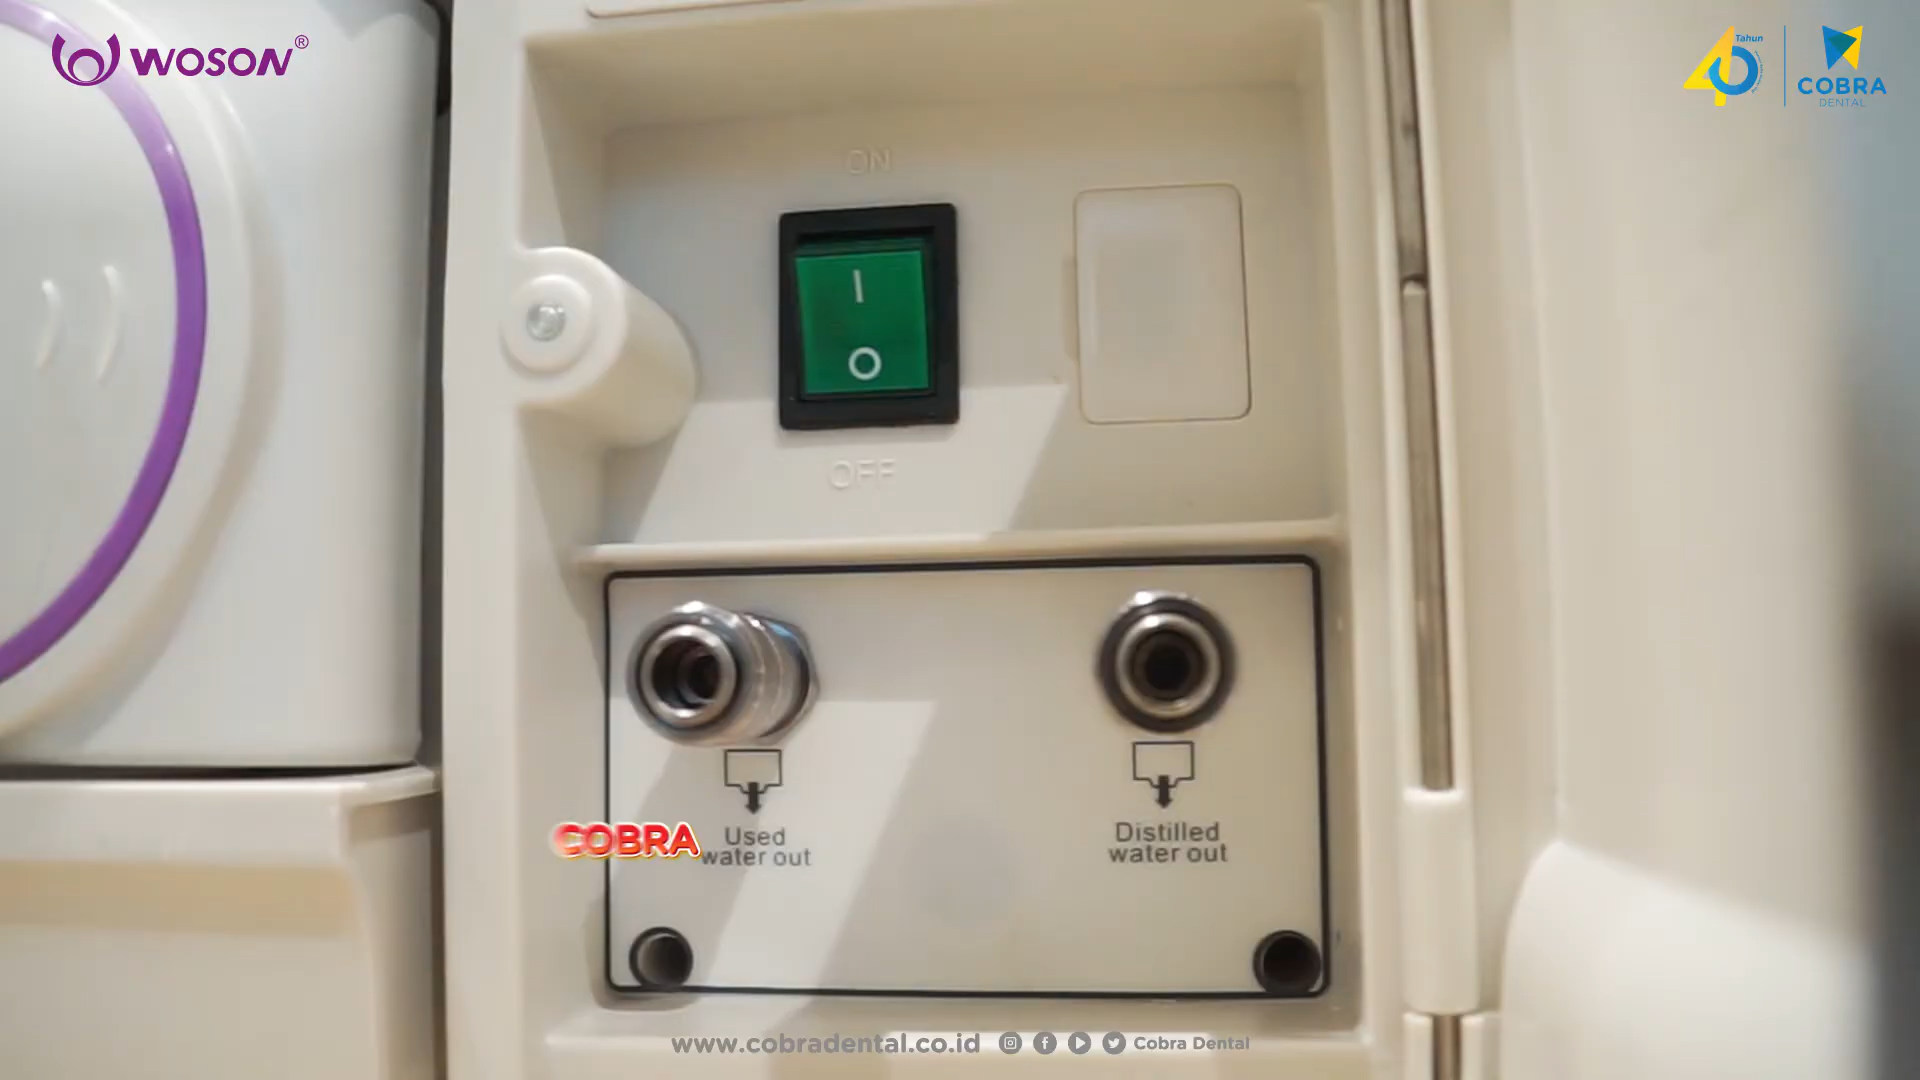 WOSON®
40 Tahun
COBRA
DENTAL
ON
I
O
OFF
COBRA
Used
water out
Distilled
water out
www.cobradental.co.id
Cobra Dental